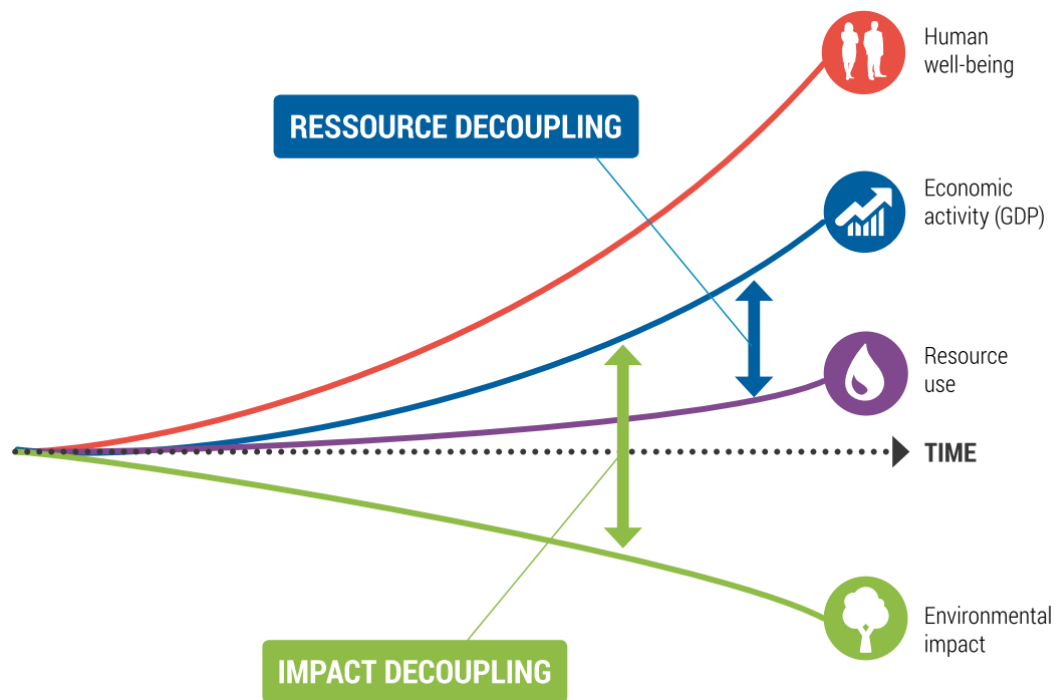 Human
well-being
RESSOURCE DECOUPLING
Economic
activity (GDP)
Resource
use
TIME
Environmental
impact
IMPACT DECOUPLING